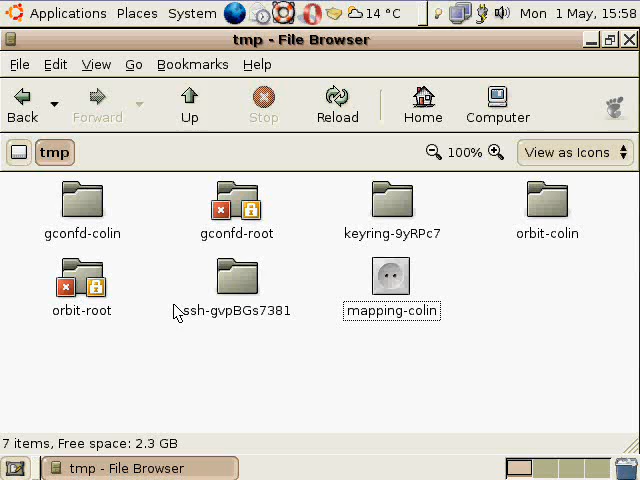 Applications Places System 14 °C Mon 1 May, 15:58
tmp - File Browser
File Edit View Go Bookmarks Help
Back Forward Up Stop Reload Home Computer
tmp 100% View as Icons
gconfd-colin gconfd-root keyring-9yRPc7 orbit-colin
orbit-root ssh-gvpBGs7381 mapping-colin
7 items, Free space: 2.3 GB
tmp - File Browser